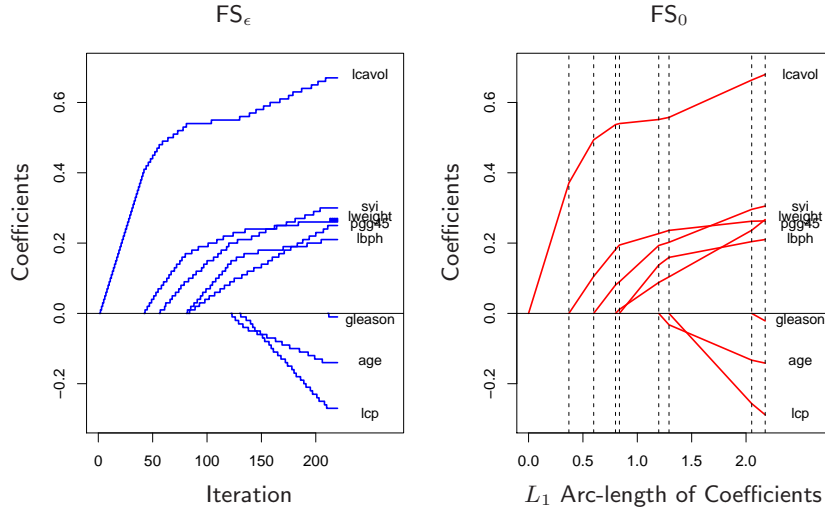 FS_ϵ
Coefficients
0.6
0.4
0.2
0.0
−0.2
lcavol
svi
lweight
pgg45
lbph
gleason
age
lcp
0 50 100 150 200
Iteration
FS_0
Coefficients
0.6
0.4
0.2
0.0
−0.2
lcavol
svi
lweight
pgg45
lbph
gleason
age
lcp
0.0 0.5 1.0 1.5 2.0
L_1 Arc-length of Coefficients